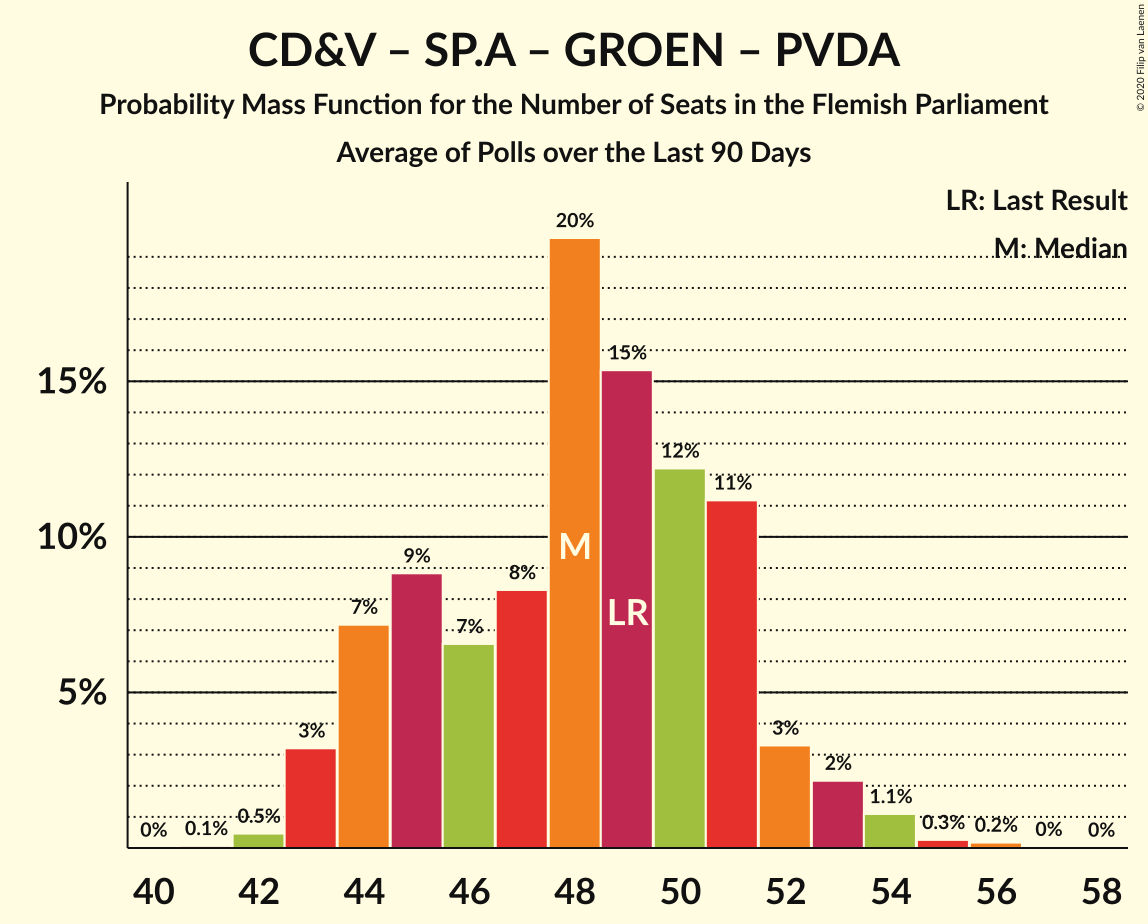 CD&V – SP.A – GROEN – PVDA
Probability Mass Function for the Number of Seats in the Flemish Parliament
Average of Polls over the Last 90 Days
© 2020 Filip van Laenen
LR: Last Result
M: Median
15%
10%
5%
0%
0.1%
0.5%
3%
7%
9%
7%
8%
20%
15%
12%
11%
3%
2%
1.1%
0.3%
0.2%
0%
0%
M
LR
40 42 44 46 48 50 52 54 56 58